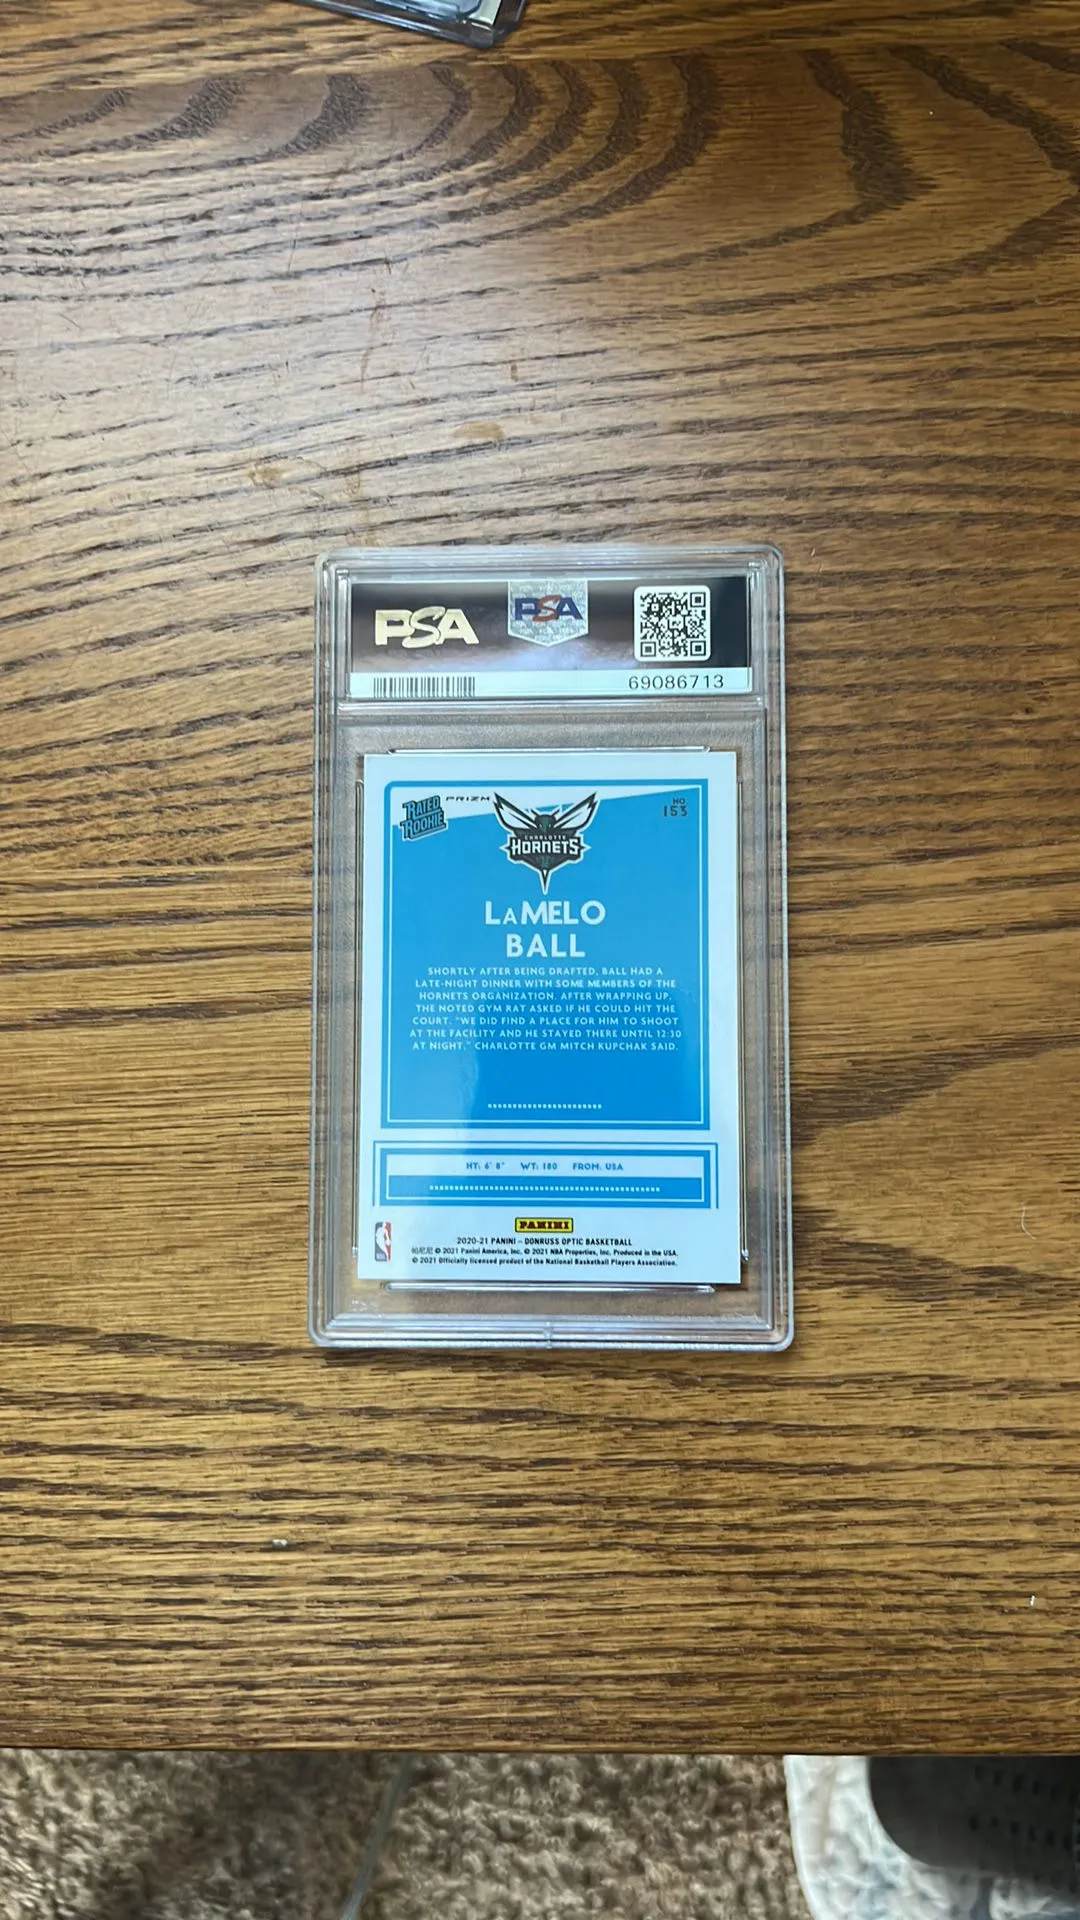 PSA
PSA
69086713
RATED ROOKIE
PRIZM
CHARLOTTE
HORNETS
NO.
153
LaMELO
BALL
SHORTLY AFTER BEING DRAFTED, BALL HAD A
LATE-NIGHT DINNER WITH SOME MEMBERS OF THE
HORNETS ORGANIZATION. AFTER WRAPPING UP,
THE NOTED GYM RAT ASKED IF HE COULD HIT THE
COURT. "WE DID FIND A PLACE FOR HIM TO SHOOT
AT THE FACILITY AND HE STAYED THERE UNTIL 12:30
AT NIGHT," CHARLOTTE GM MITCH KUPCHAK SAID.
HT: 6' 8" WT: 180 FROM: USA
PANINI
2020-21 PANINI – DONRUSS OPTIC BASKETBALL
帕尼尼 © 2021 Panini America, Inc. © 2021 NBA Properties, Inc. Produced in the USA.
© 2021 Officially licensed product of the National Basketball Players Association.